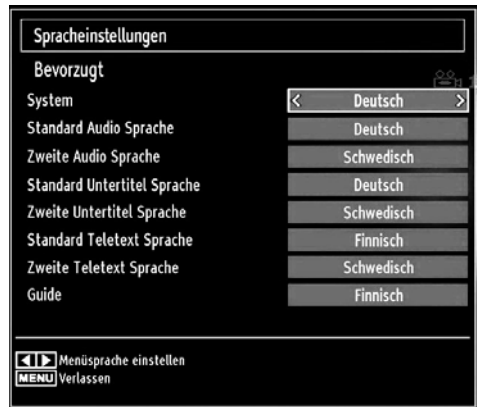 Spracheinstellungen
Bevorzugt
System < Deutsch >
Standard Audio Sprache Deutsch
Zweite Audio Sprache Schwedisch
Standard Untertitel Sprache Deutsch
Zweite Untertitel Sprache Schwedisch
Standard Teletext Sprache Finnisch
Zweite Teletext Sprache Schwedisch
Guide Finnisch
Menüsprache einstellen
MENU Verlassen